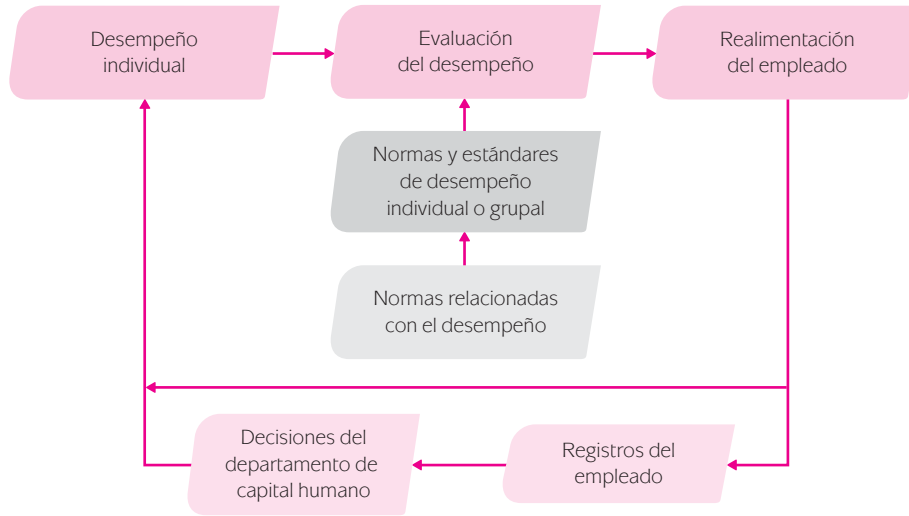 Desempeño
individual
Evaluación
del desempeño
Realimentación
del empleado
Normas y estándares
de desempeño
individual o grupal
Normas relacionadas
con el desempeño
Decisiones del
departamento de
capital humano
Registros del
empleado